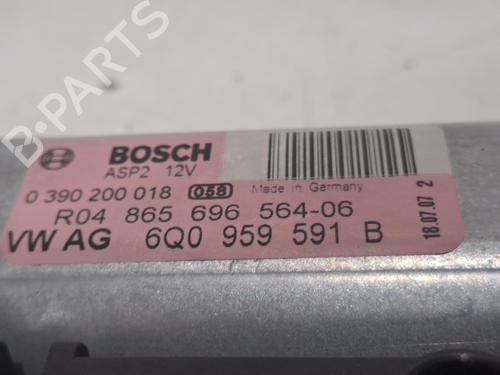 B-PARTS
BOSCH
ASP2 12V
0 390 200 018 058 Made in Germany
R04 865 696 564-06
VW AG 6Q0 959 591 B
18.07.07 2